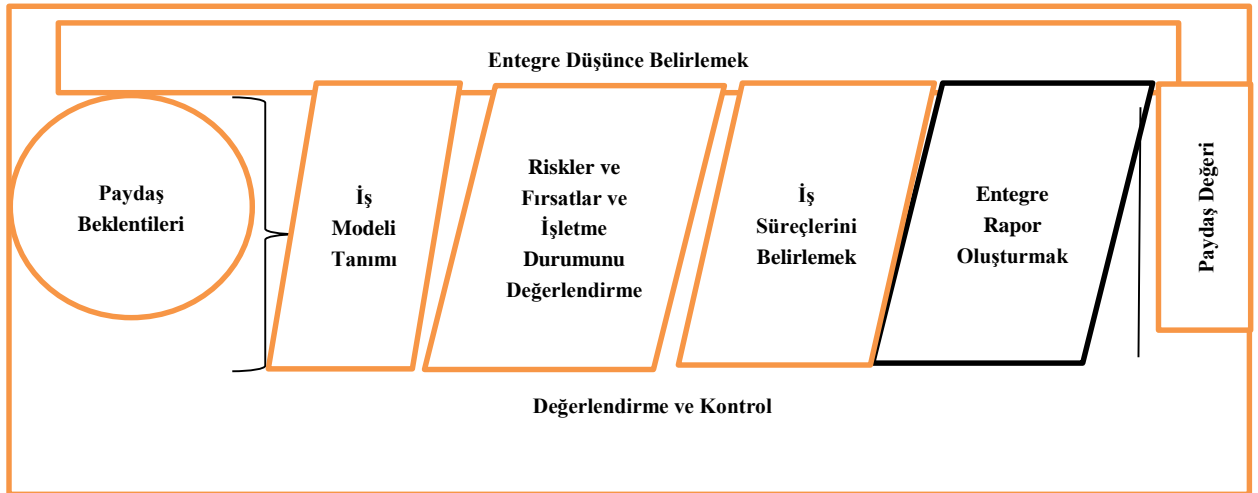 Entegre Düşünce Belirlemek
Paydaş
Beklentileri
İş
Modeli
Tanımı
Riskler ve
Fırsatlar ve
İşletme
Durumunu
Değerlendirme
İş
Süreçlerini
Belirlemek
Entegre
Rapor
Oluşturmak
Paydaş Değeri
Değerlendirme ve Kontrol